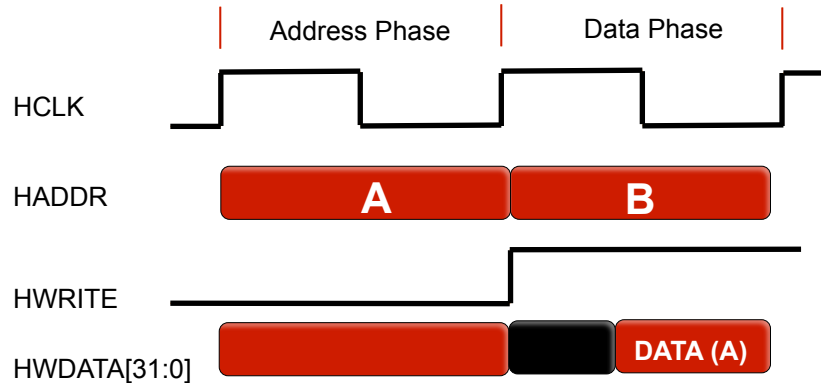 Address Phase Data Phase
HCLK
HADDR A B
HWRITE
HWDATA[31:0] DATA (A)